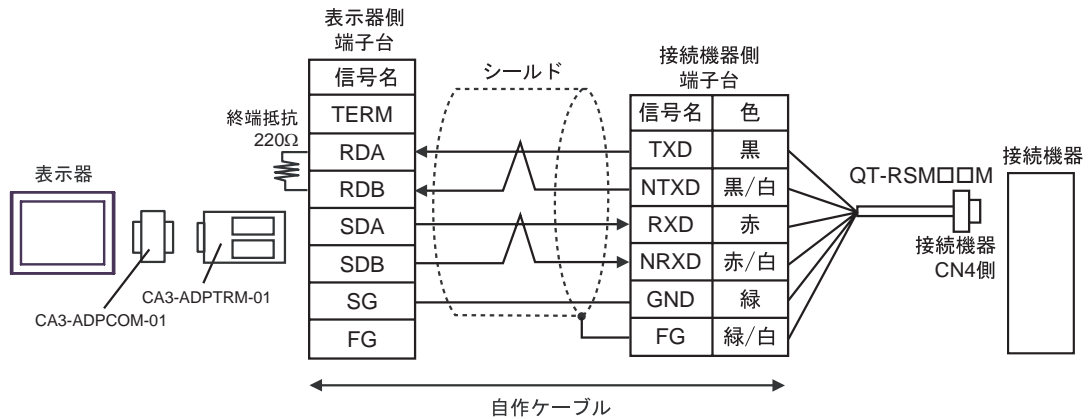 表示器側
端子台
信号名
TERM
RDA
RDB
SDA
SDB
SG
FG
終端抵抗
220Ω
表示器
CA3-ADPCOM-01
CA3-ADPTRM-01
シールド
接続機器側
端子台
信号名 色
TXD 黒
NTXD 黒/白
RXD 赤
NRXD 赤/白
GND 緑
FG 緑/白
QT-RSM□□M
接続機器
CN4側
接続機器
自作ケーブル